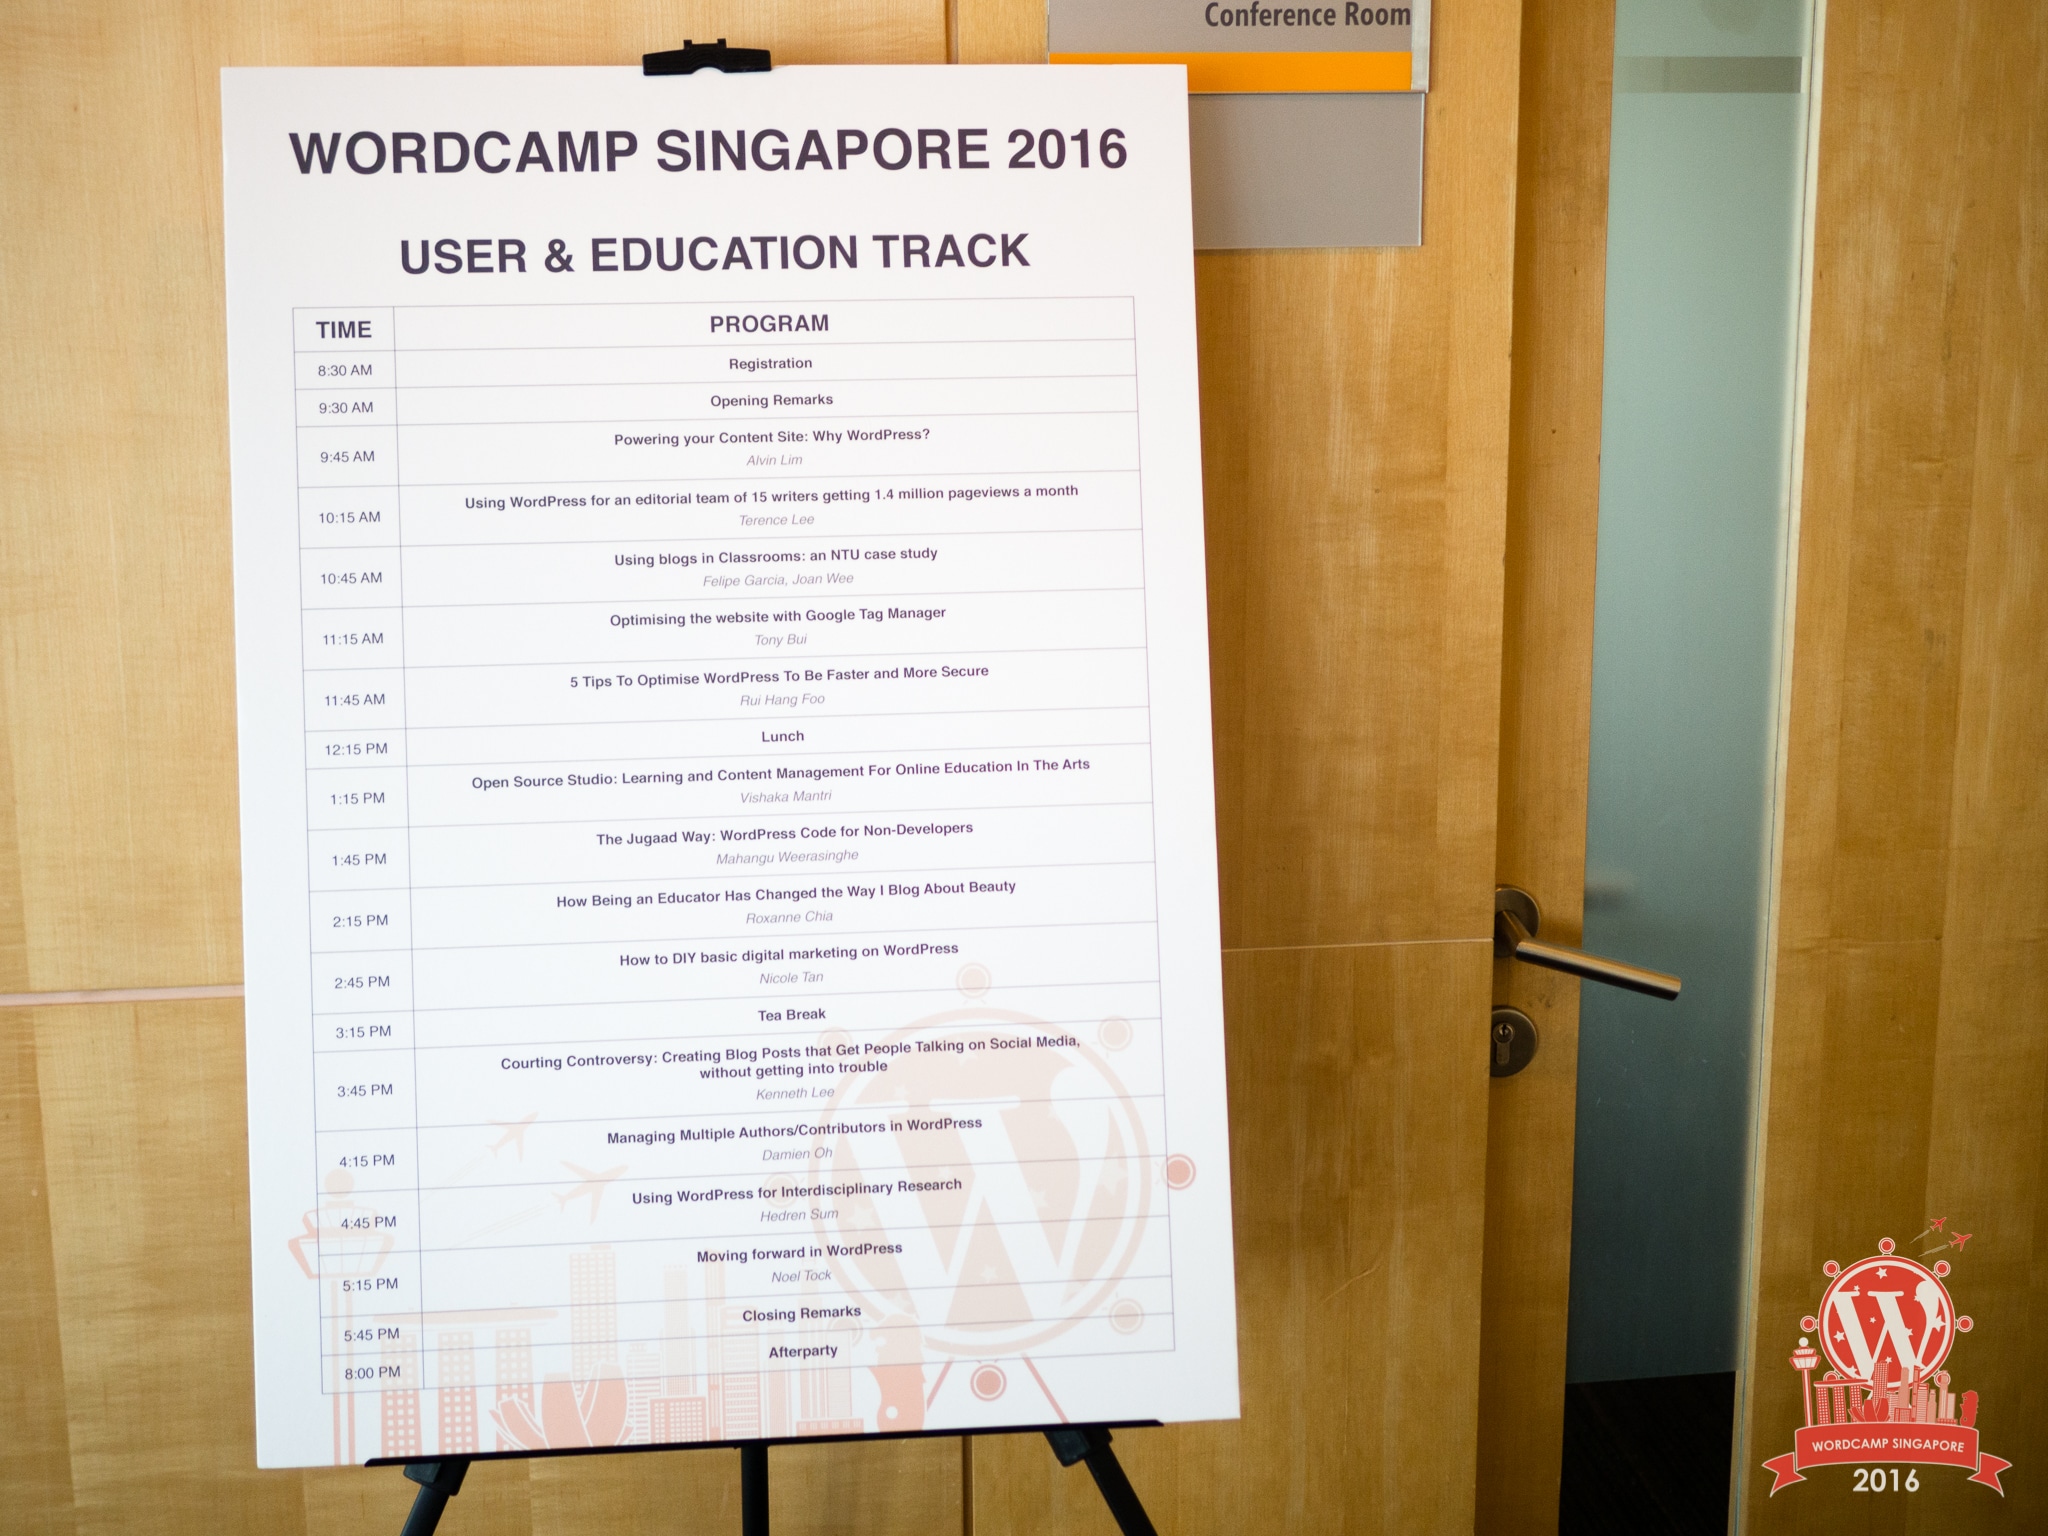 Conference Room
WORDCAMP SINGAPORE 2016
USER & EDUCATION TRACK
TIME PROGRAM
8:30 AM Registration
9:30 AM Opening Remarks
9:45 AM Powering your Content Site: Why WordPress?
Alvin Lim
10:15 AM Using WordPress for an editorial team of 15 writers getting 1.4 million pageviews a month
Terence Lee
10:45 AM Using blogs in Classrooms: an NTU case study
Felipe Garcia, Joan Wee
11:15 AM Optimising the website with Google Tag Manager
Tony Bui
11:45 AM 5 Tips To Optimise WordPress To Be Faster and More Secure
Rui Hang Foo
12:15 PM Lunch
1:15 PM Open Source Studio: Learning and Content Management For Online Education In The Arts
Vishaka Mantri
1:45 PM The Jugaad Way: WordPress Code for Non-Developers
Mahangu Weerasinghe
2:15 PM How Being an Educator Has Changed the Way I Blog About Beauty
Roxanne Chia
2:45 PM How to DIY basic digital marketing on WordPress
Nicole Tan
3:15 PM Tea Break
3:45 PM Courting Controversy: Creating Blog Posts that Get People Talking on Social Media,
without getting into trouble
Kenneth Lee
4:15 PM Managing Multiple Authors/Contributors in WordPress
Damien Oh
4:45 PM Using WordPress for Interdisciplinary Research
Hedren Sum
5:15 PM Moving forward in WordPress
Noel Tock
5:45 PM Closing Remarks
8:00 PM Afterparty
W
W
WORDCAMP SINGAPORE
2016